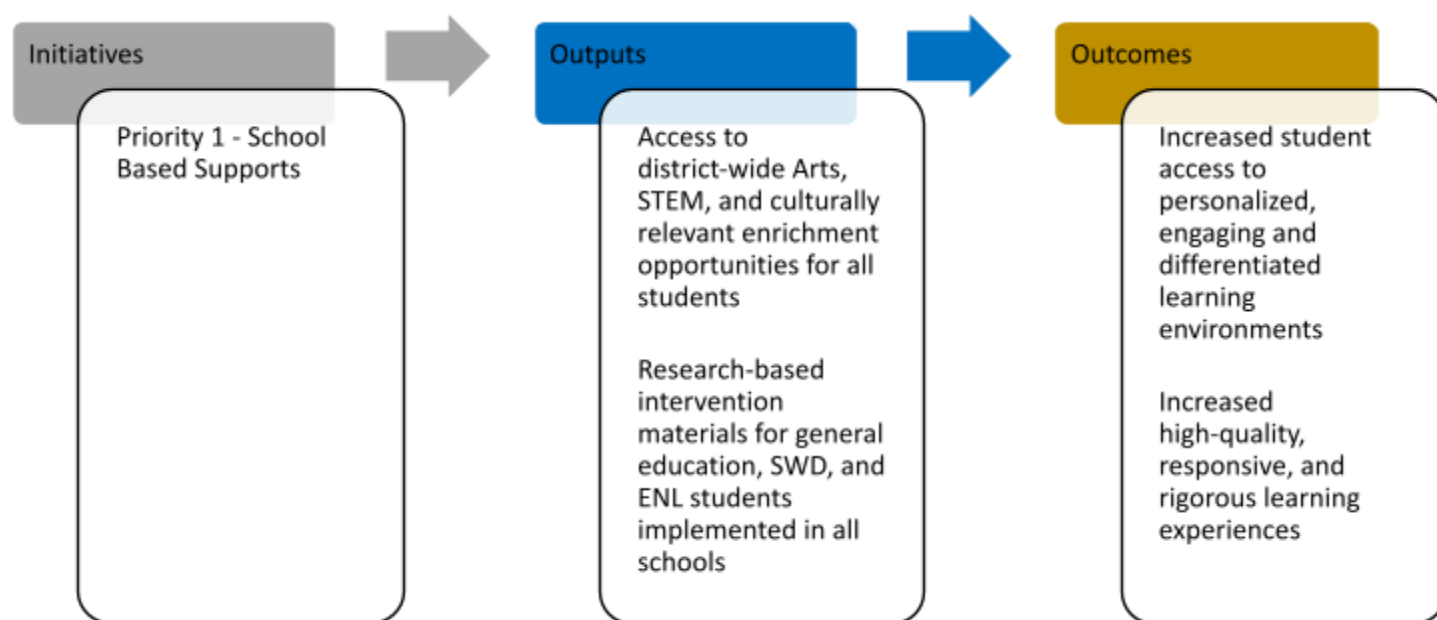 Initiatives
Priority 1 - School
Based Supports
Outputs
Access to
district-wide Arts,
STEM, and culturally
relevant enrichment
opportunities for all
students
Research-based
intervention
materials for general
education, SWD, and
ENL students
implemented in all
schools
Outcomes
Increased student
access to
personalized,
engaging and
differentiated
learning
environments
Increased
high-quality,
responsive, and
rigorous learning
experiences